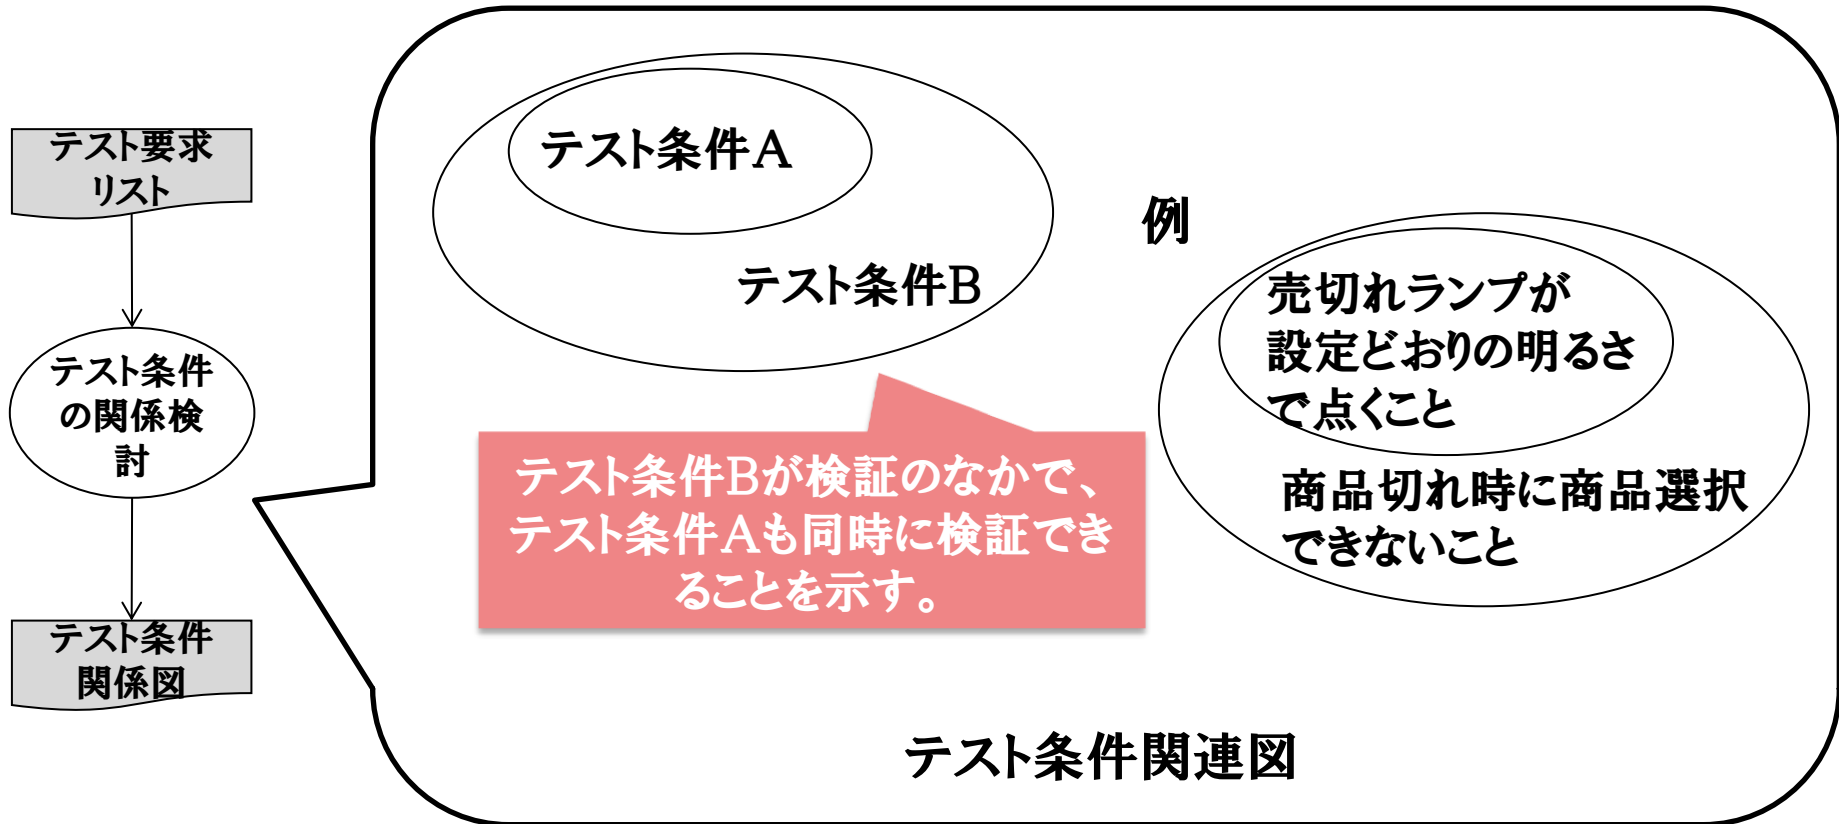 テスト要求
リスト
テスト条件
の関係検
討
テスト条件
関係図
テスト条件A
テスト条件B
テスト条件Bが検証のなかで、
テスト条件Aも同時に検証でき
ることを示す。
例
売切れランプが
設定どおりの明るさ
で点くこと
商品切れ時に商品選択
できないこと
テスト条件関連図